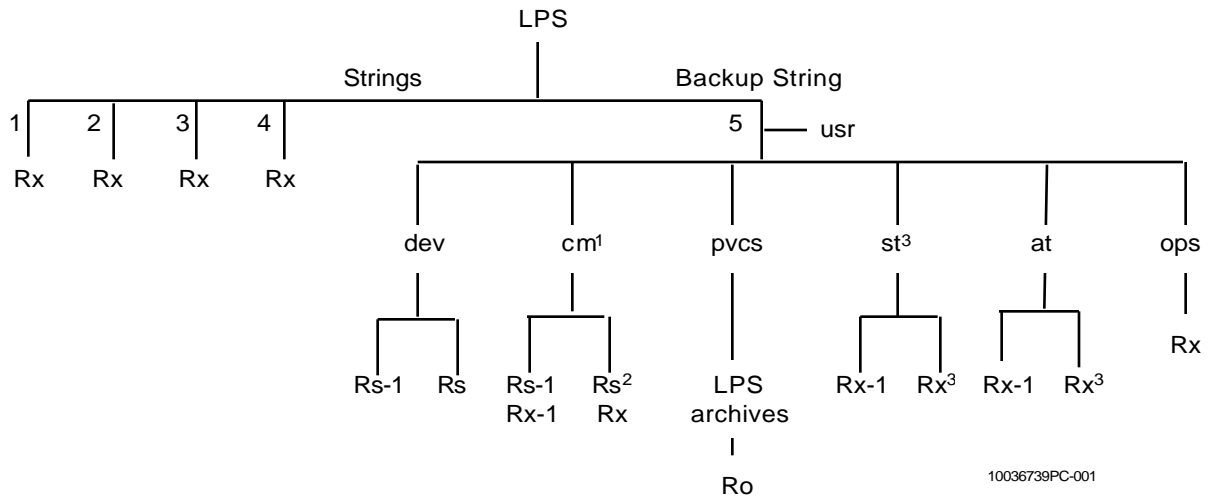 LPS
Strings Backup String
1 2 3 4 5 usr
Rx Rx Rx Rx
dev cm¹ pvcs st³ at ops
Rx
Rs-1 Rs Rs-1 Rs² LPS Rx-1 Rx³ Rx-1 Rx³
Rx-1 Rx archives
10036739PC-001
Ro